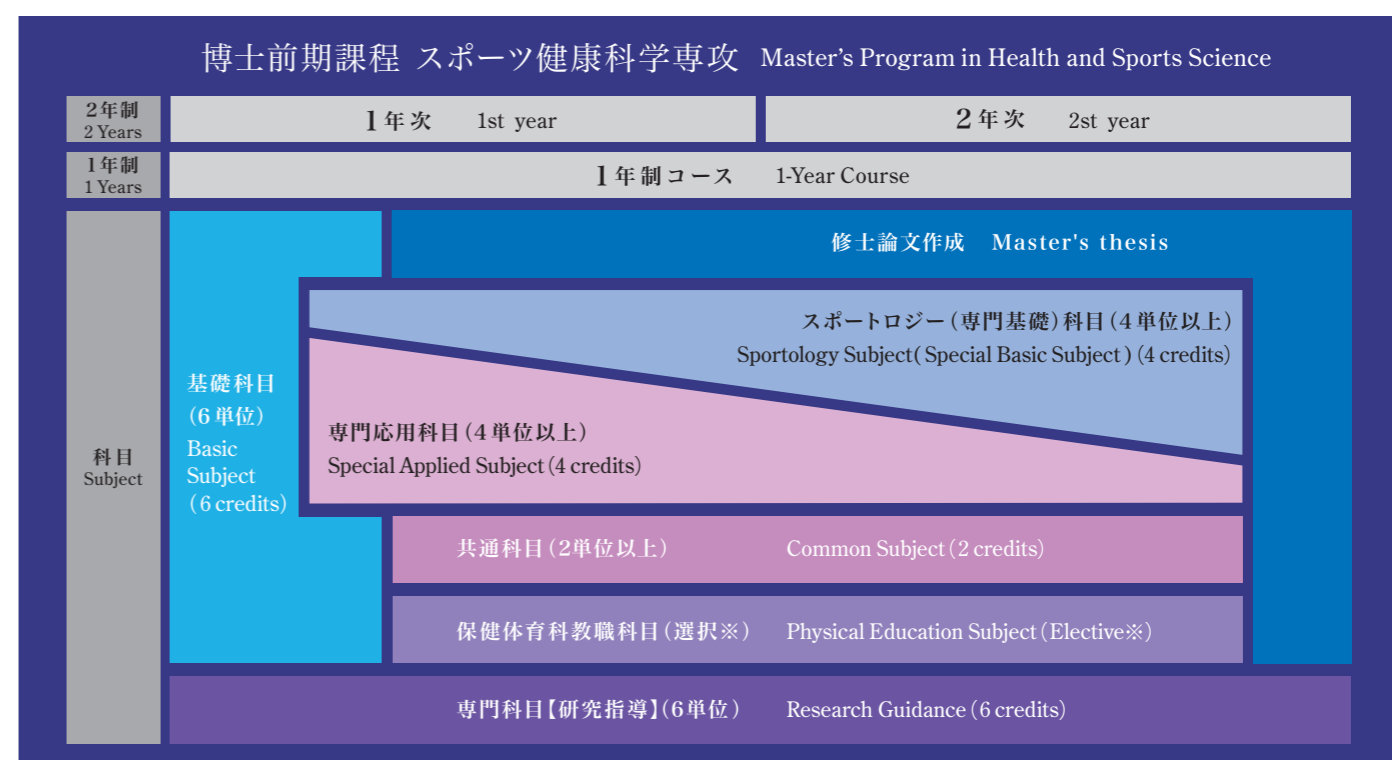 博士前期課程 スポーツ健康科学専攻 Master’s Program in Health and Sports Science
2年制
2 Years
1年次 1st year
2年次 2st year
1年制
1 Years
1年制コース 1-Year Course
科目
Subject
基礎科目
(6単位)
Basic
Subject
(6 credits)
修士論文作成 Master's thesis
スポートロジー(専門基礎)科目(4単位以上)
Sportology Subject( Special Basic Subject ) (4 credits)
専門応用科目(4単位以上)
Special Applied Subject (4 credits)
共通科目(2単位以上) Common Subject (2 credits)
保健体育科教職科目(選択※) Physical Education Subject (Elective※)
専門科目【研究指導】(6単位) Research Guidance (6 credits)